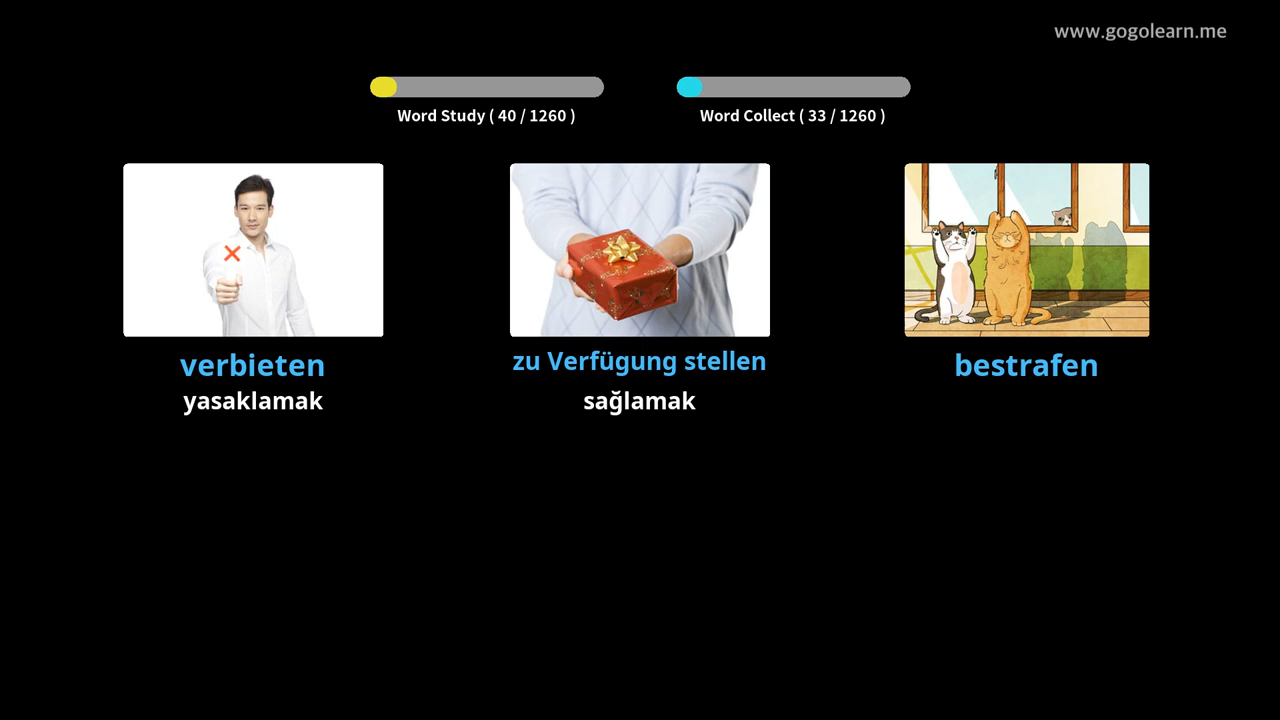 www.gogolearn.me
Word Study ( 40 / 1260 )
Word Collect ( 33 / 1260 )
verbieten
yasaklamak
zu Verfügung stellen
sağlamak
bestrafen